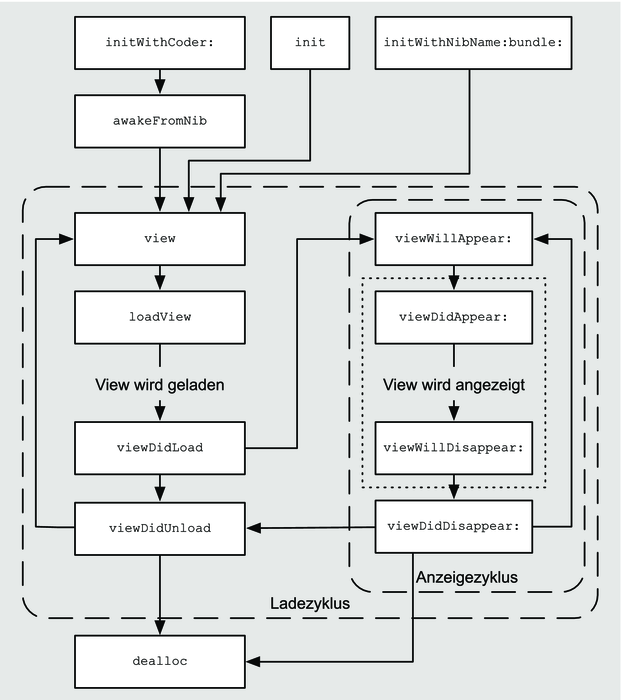 initWithCoder:
init
initWithNibName:bundle:
awakeFromNib
view
viewWillAppear:
loadView
viewDidAppear:
View wird geladen
View wird angezeigt
viewDidLoad
viewWillDisappear:
viewDidUnload
viewDidDisappear:
Anzeigezyklus
Ladezyklus
dealloc